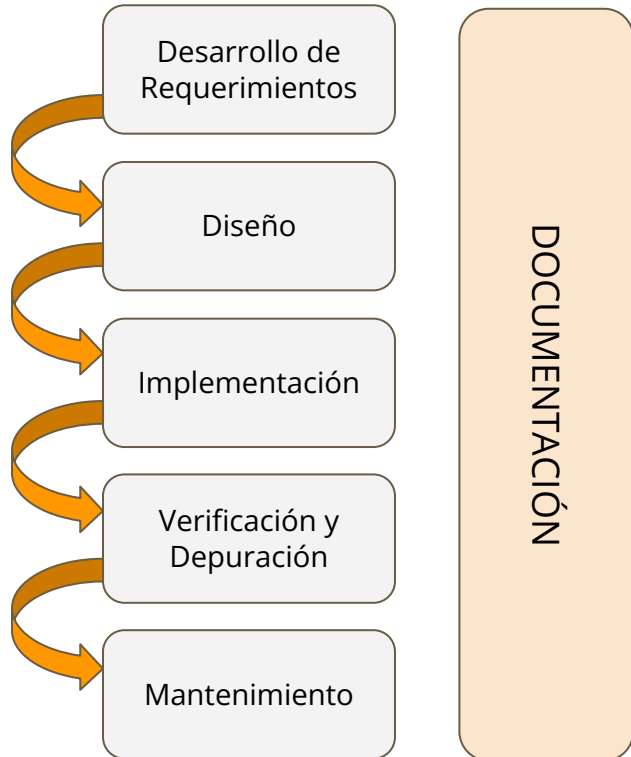 Desarrollo de
Requerimientos
Diseño
Implementación
Verificación y
Depuración
Mantenimiento
DOCUMENTACIÓN